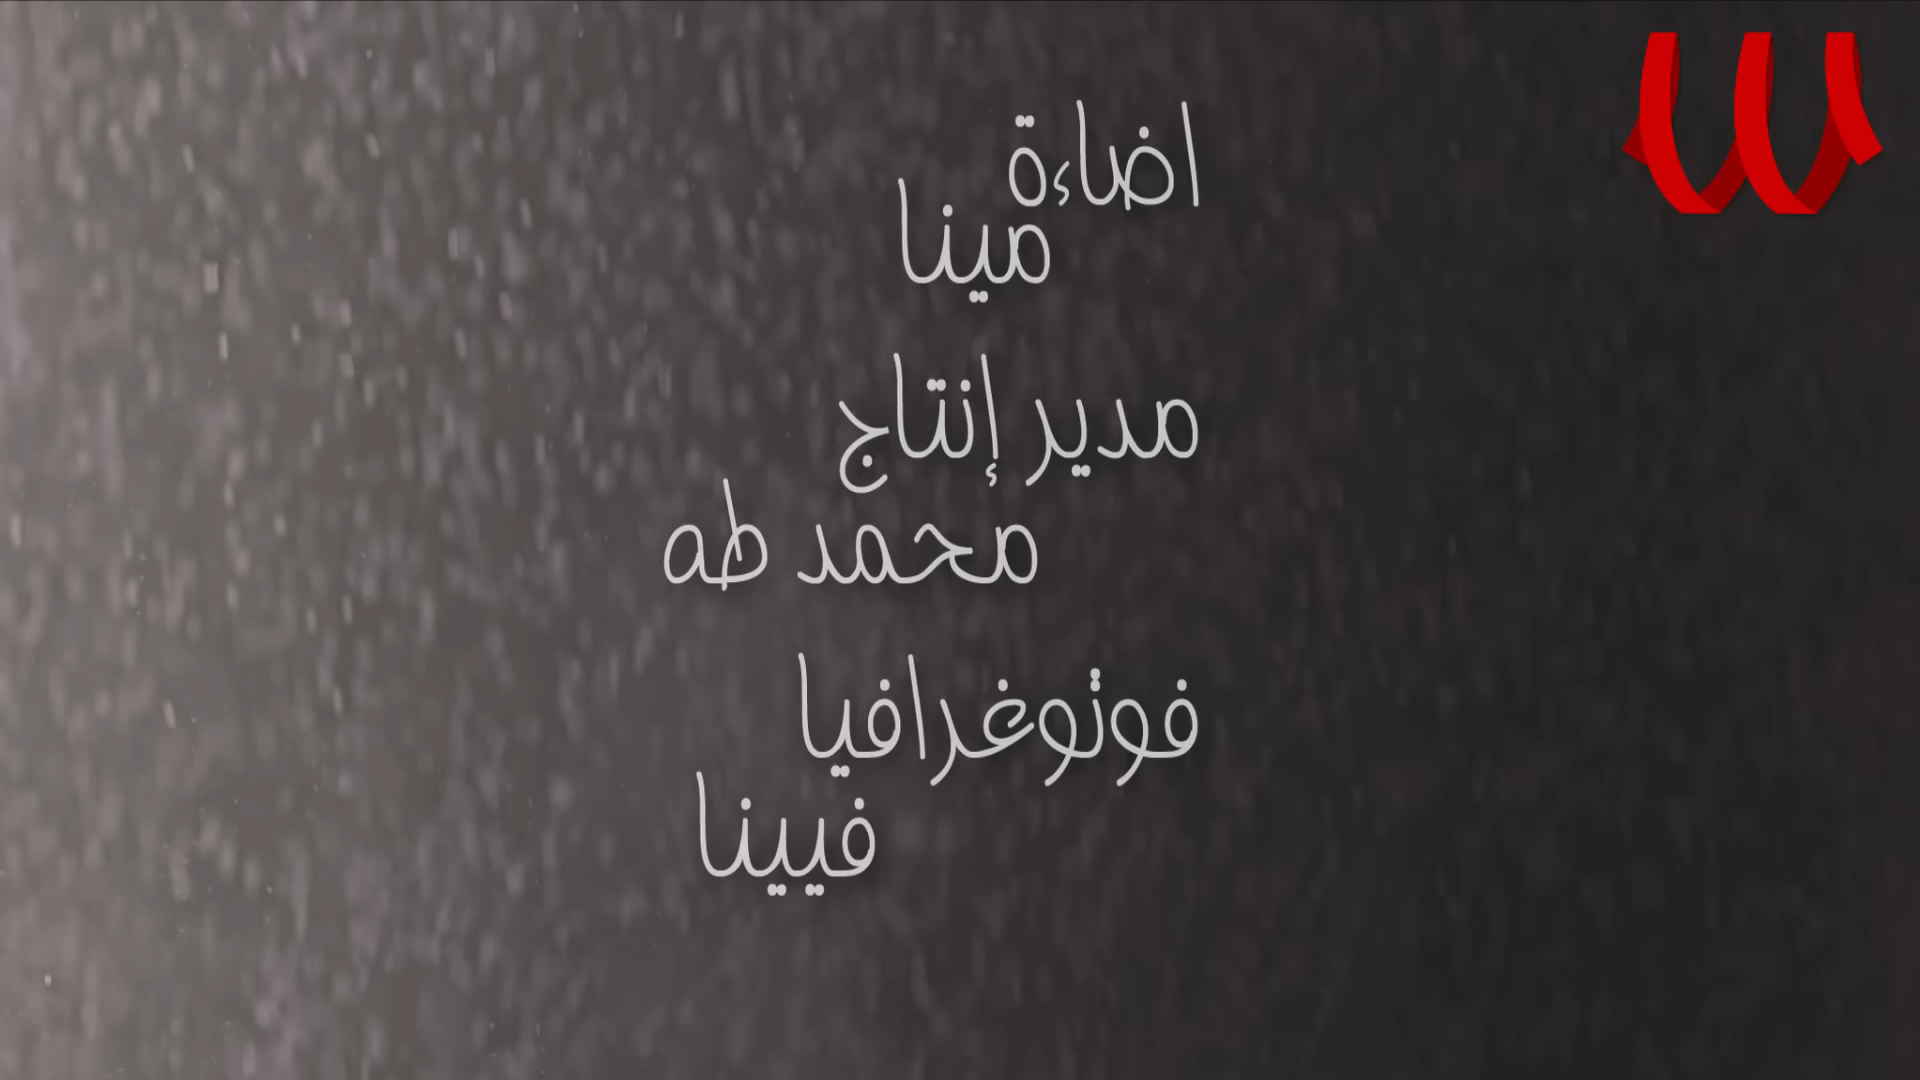 اضاءة
مينا
مدير إنتاج
محمد طه
فوتوغرافيا
فيينا